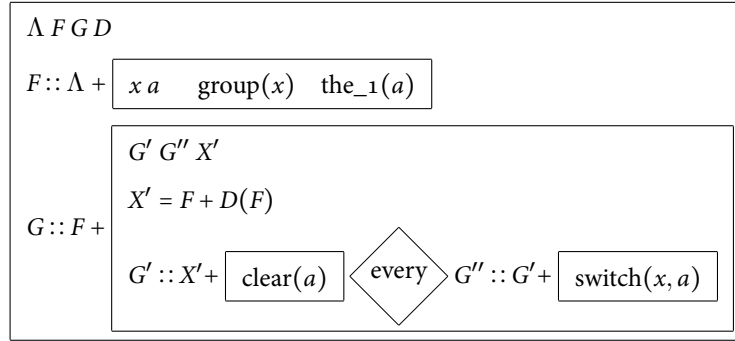 Λ F G D
F :: Λ + x a group(x) the_1(a)
G′ G′′ X′
X′ = F + D(F)
G :: F +
G′ :: X′ + clear(a) every G′′ :: G′ + switch(x, a)